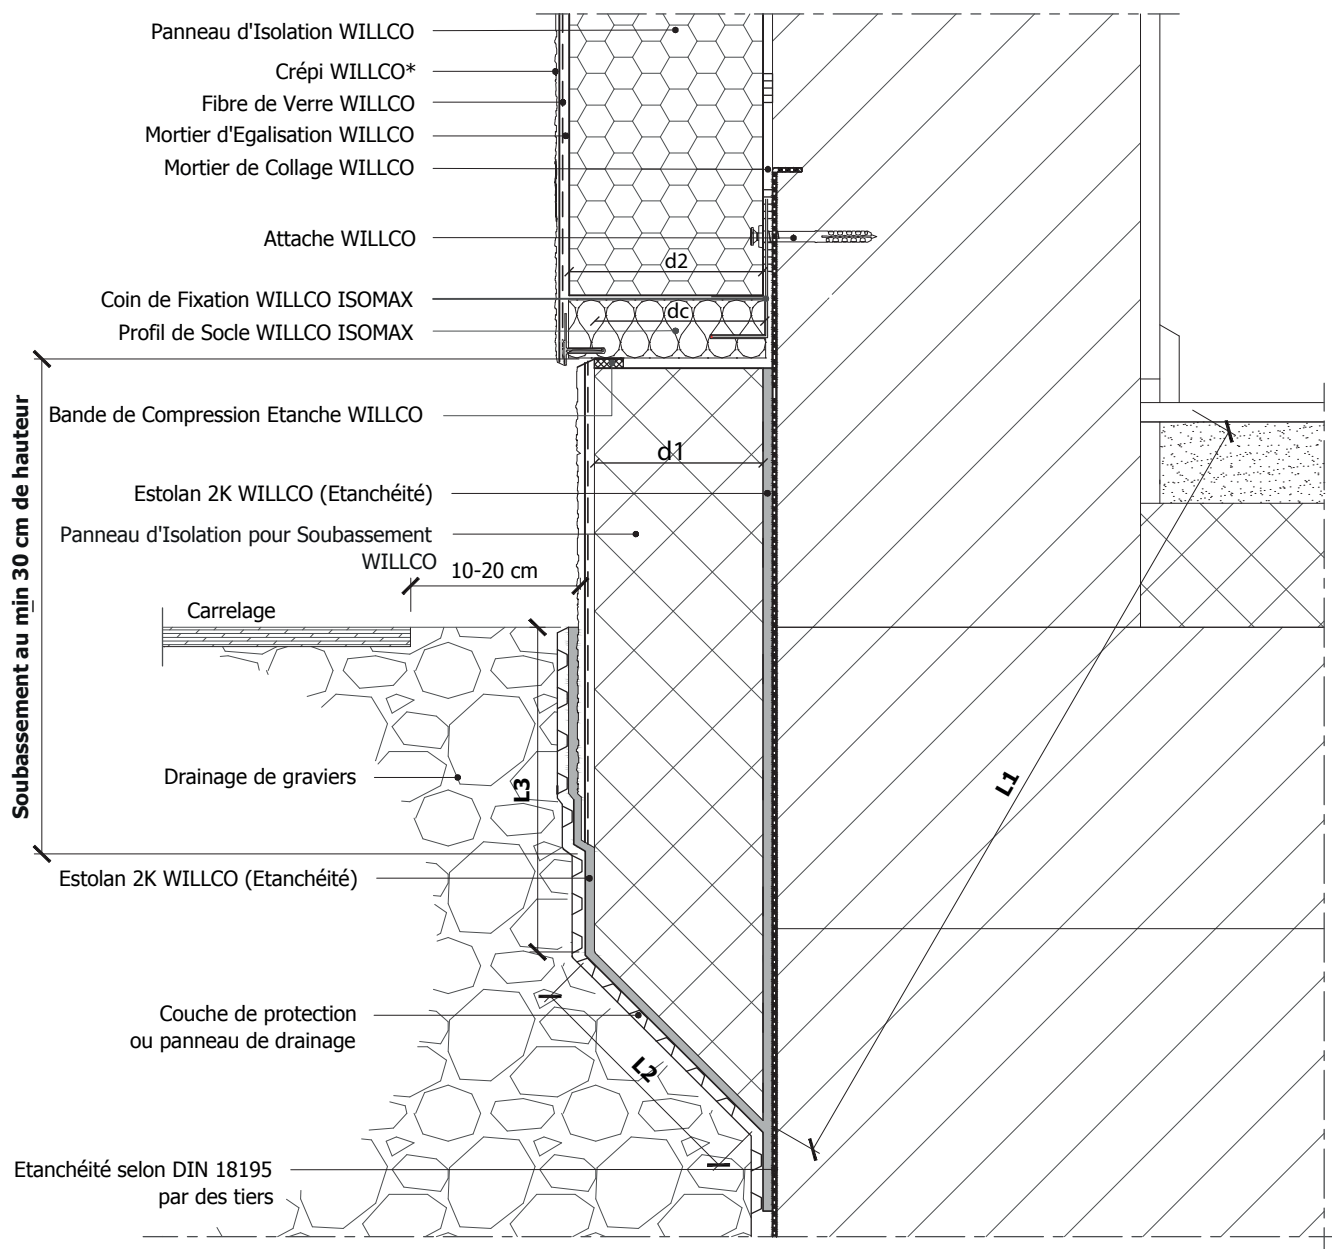 Panneau d'Isolation WILLCO
Crépi WILLCO*
Fibre de Verre WILLCO
Mortier d'Egalisation WILLCO
Mortier de Collage WILLCO
Attache WILLCO
d2
Coin de Fixation WILLCO ISOMAX
dc
Profil de Socle WILLCO ISOMAX
Bande de Compression Etanche WILLCO
d1
Estolan 2K WILLCO (Etanchéité)
Panneau d'Isolation pour Soubassement
WILLCO
10-20 cm
Carrelage
Soubassement au min 30 cm de hauteur
Drainage de graviers
L3
L1
Estolan 2K WILLCO (Etanchéité)
Couche de protection
ou panneau de drainage
L2
Etanchéité selon DIN 18195
par des tiers